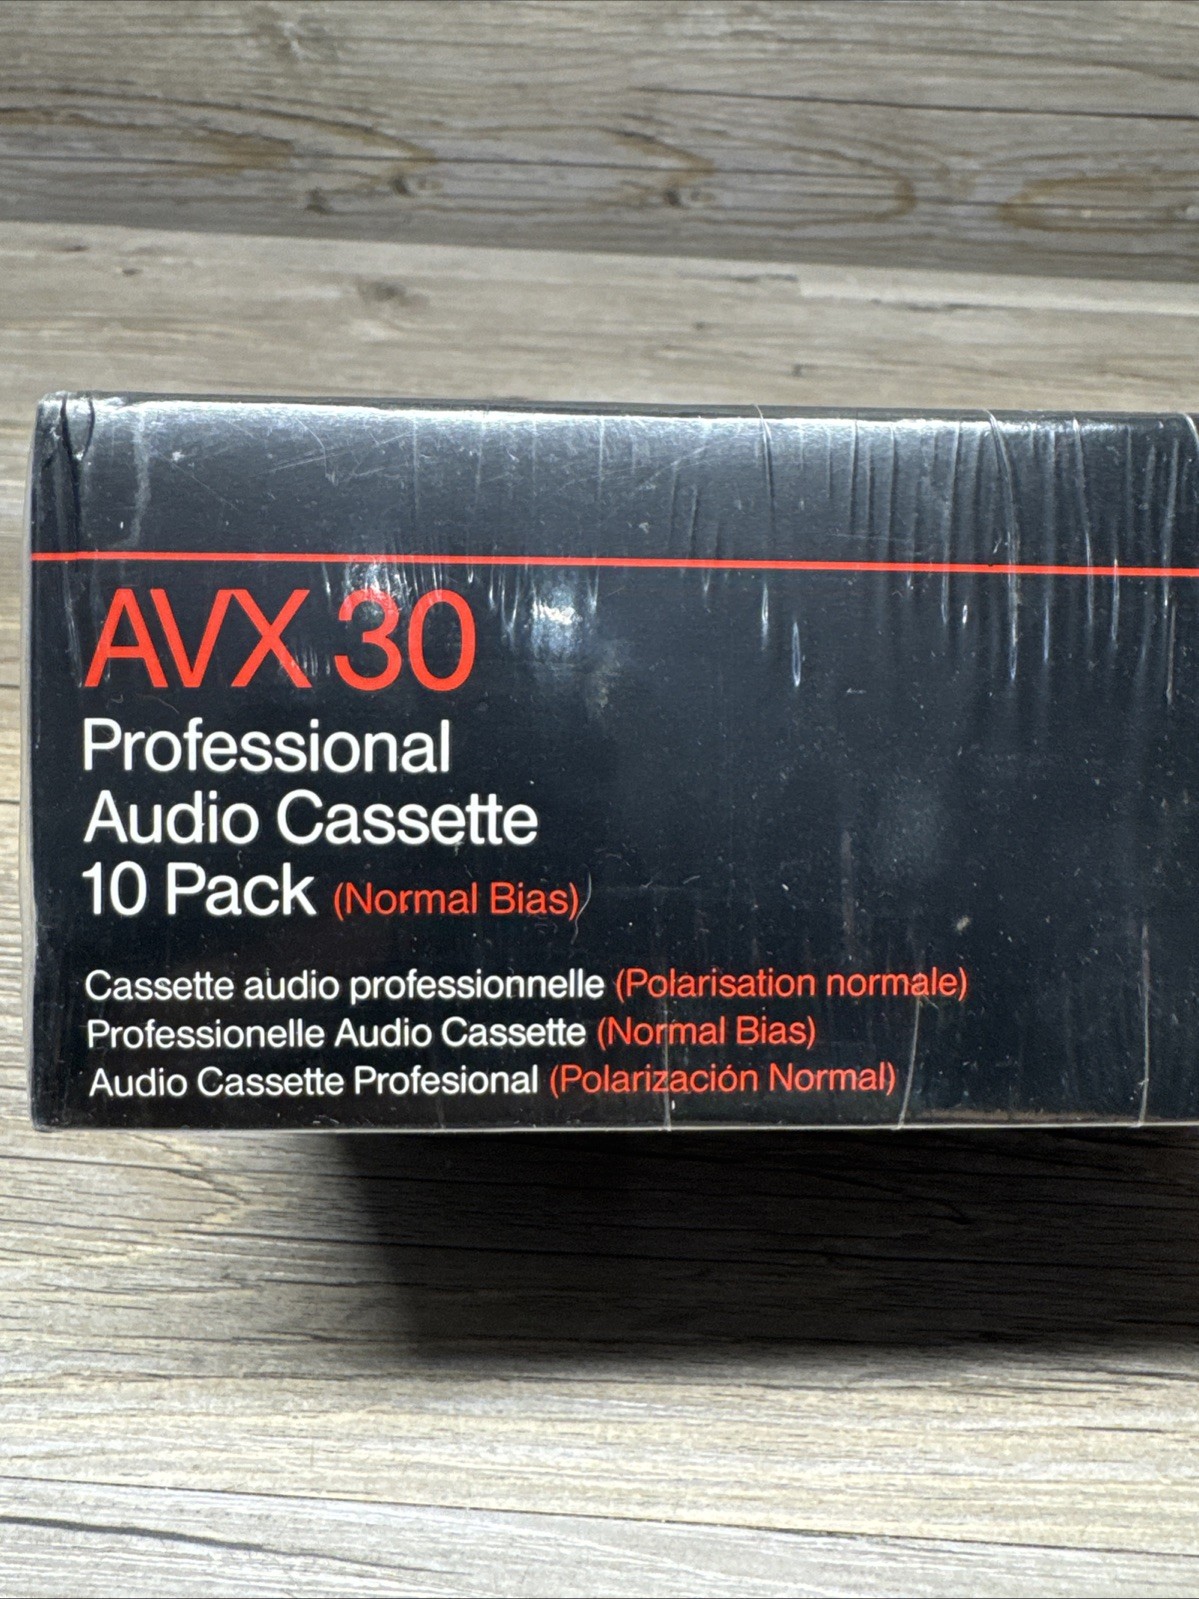 AVX 30
Professional
Audio Cassette
10 Pack (Normal Bias)
Cassette audio professionnelle (Polarisation normale)
Professionelle Audio Cassette (Normal Bias)
Audio Cassette Profesional (Polarización Normal)